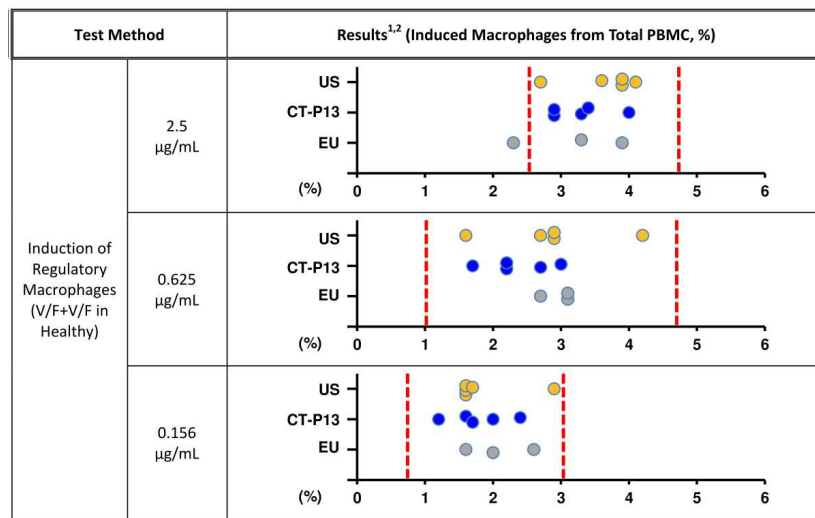 Test Method
Results1,2 (Induced Macrophages from Total PBMC, %)
Induction of
Regulatory
Macrophages
(V/F+V/F in
Healthy)
2.5
µg/mL
US
CT-P13
EU
(%) 0 1 2 3 4 5 6
0.625
µg/mL
US
CT-P13
EU
(%) 0 1 2 3 4 5 6
0.156
µg/mL
US
CT-P13
EU
(%) 0 1 2 3 4 5 6